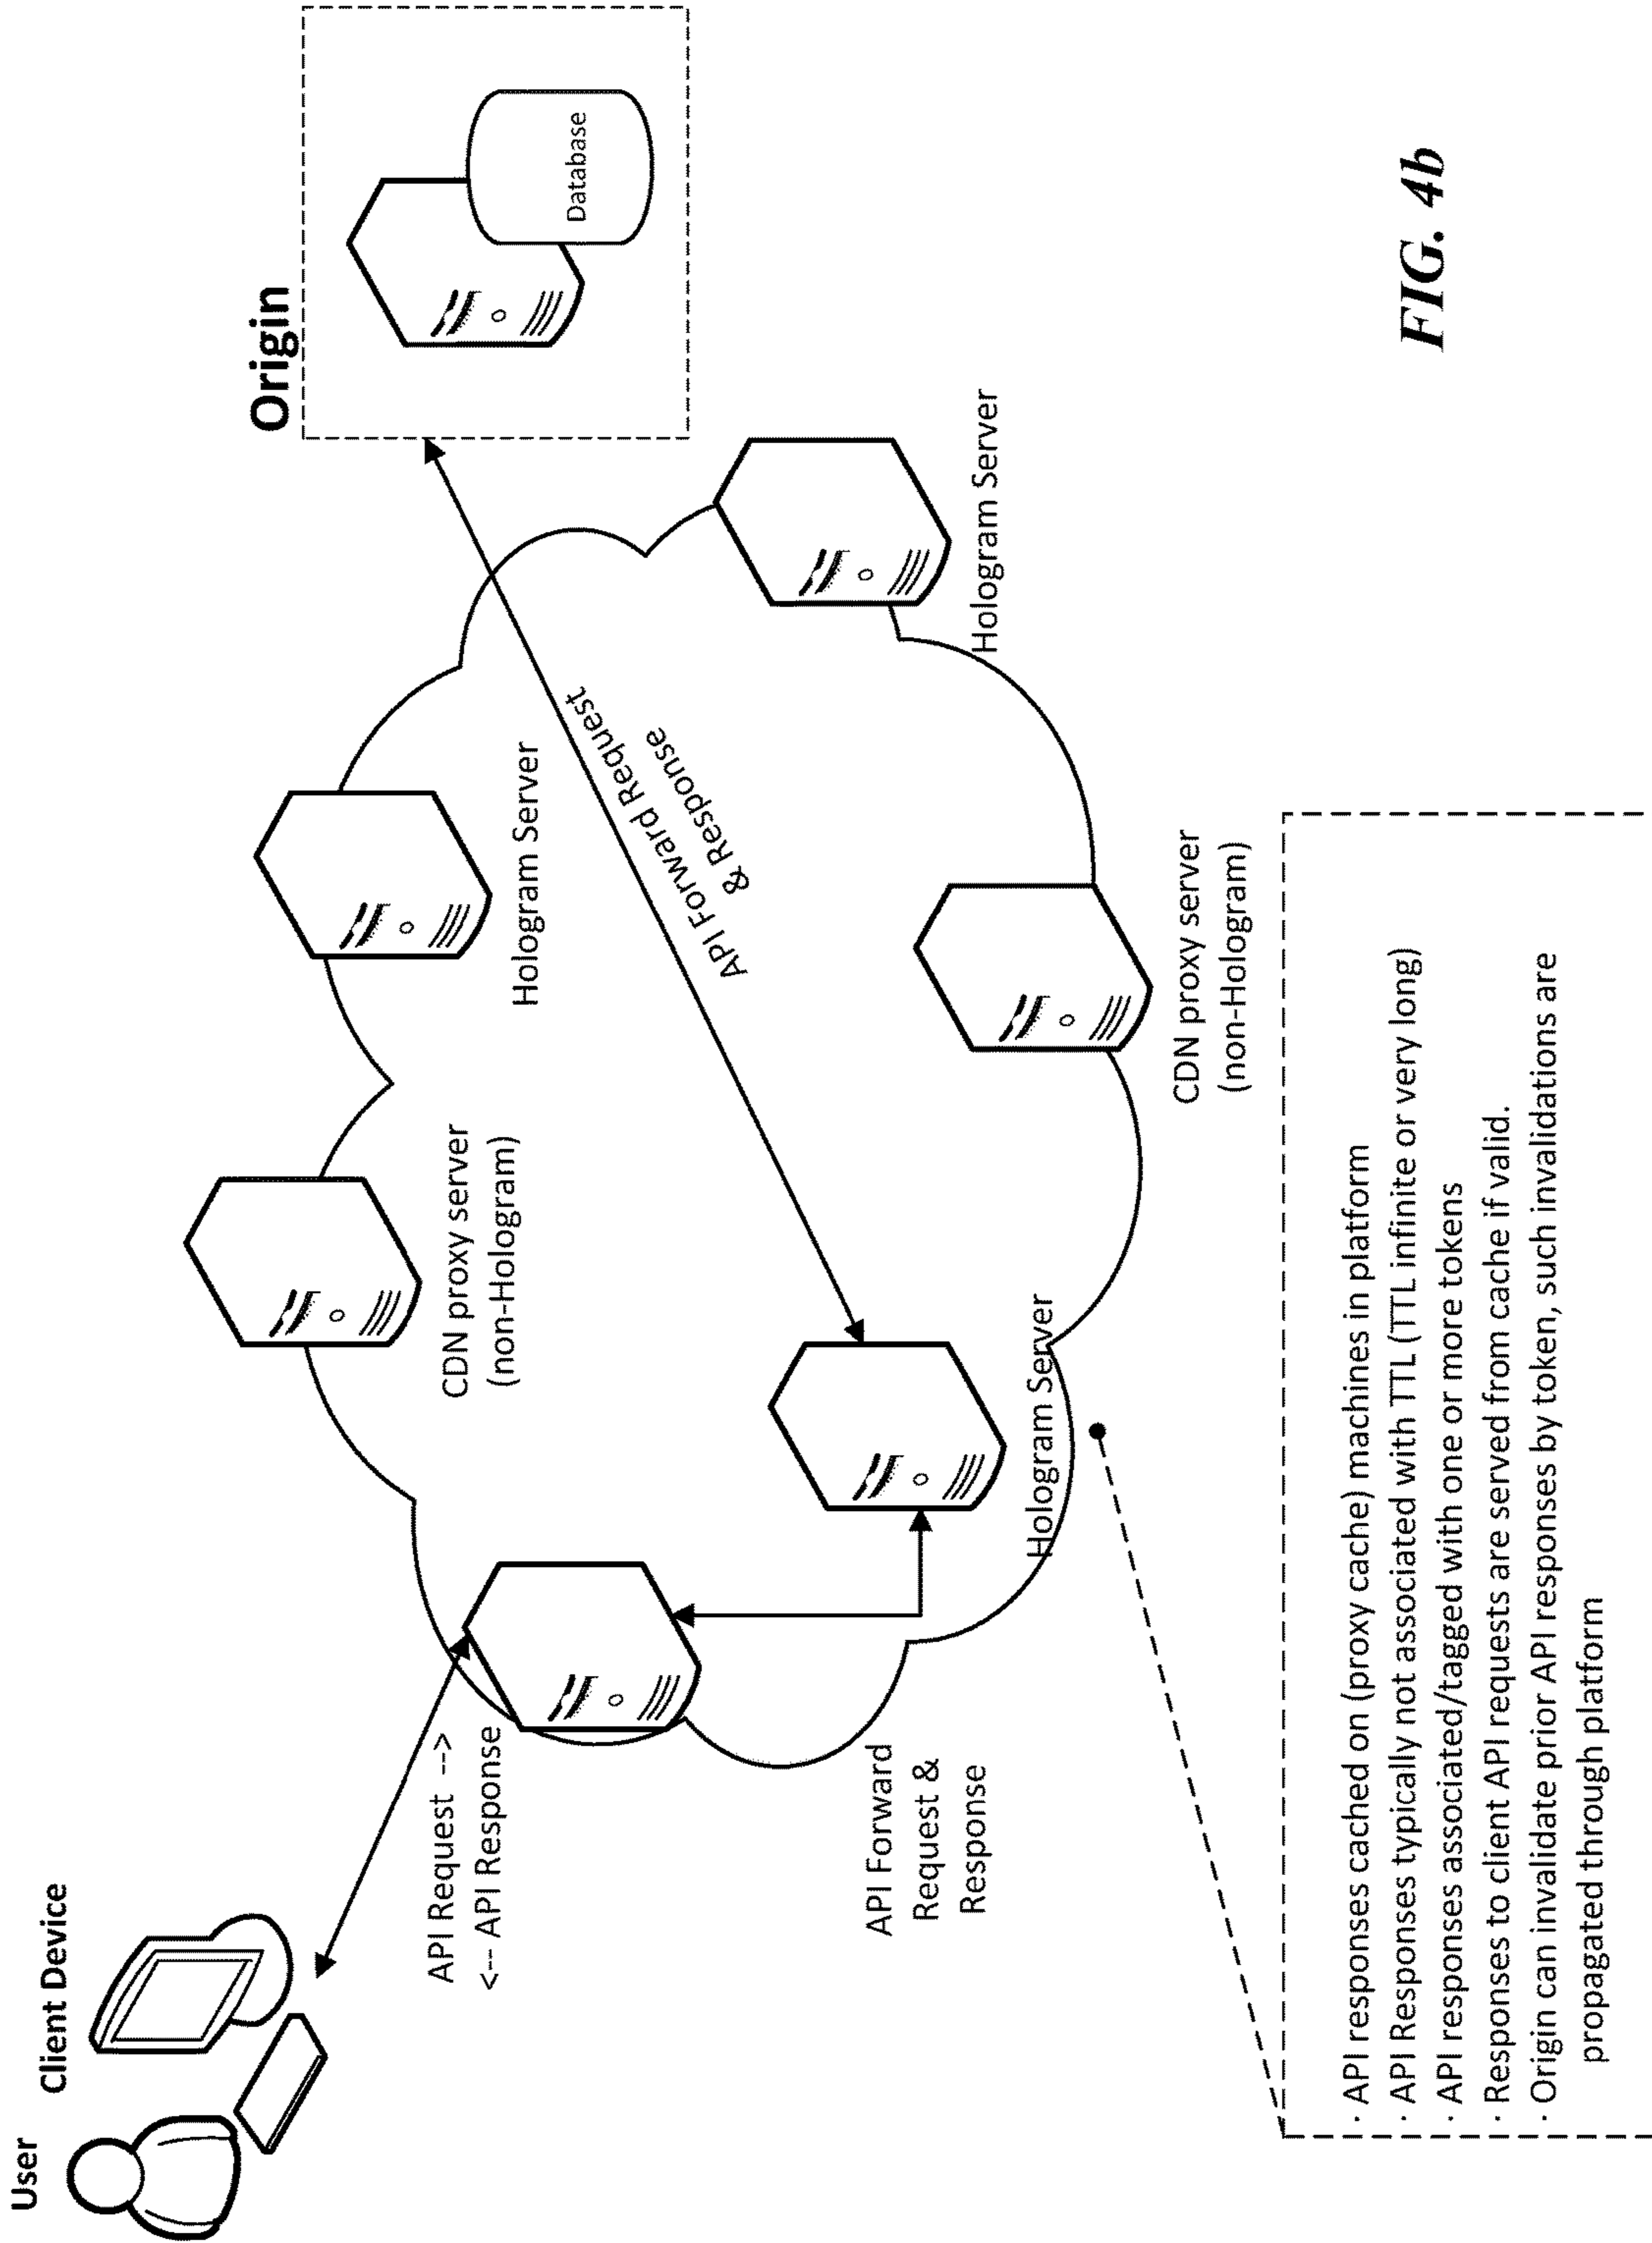 User
Client Device
Origin
Database
API Request -->
<-- API Response
CDN proxy server
(non-Hologram)
Hologram Server
API Forward Request
& Response
Hologram Server
API Forward
Request &
Response
Hologram Server
CDN proxy server
(non-Hologram)
· API responses cached on (proxy cache) machines in platform
· API Responses typically not associated with TTL (TTL infinite or very long)
· API responses associated/tagged with one or more tokens
· Responses to client API requests are served from cache if valid.
· Origin can invalidate prior API responses by token, such invalidations are
propagated through platform
FIG. 4b